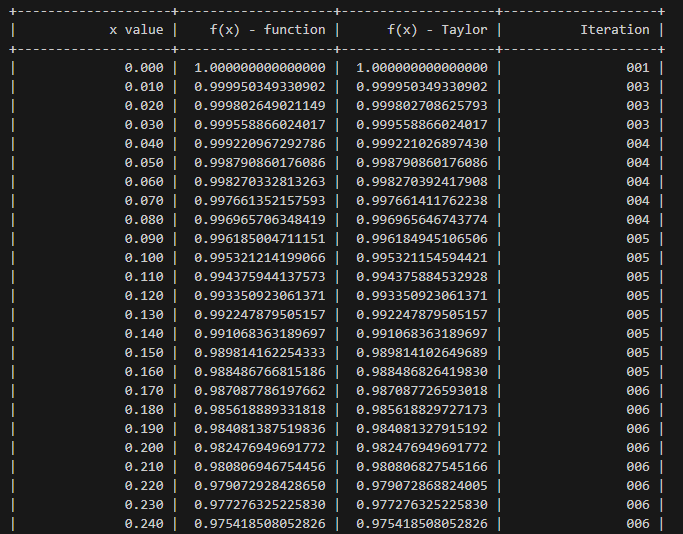 +--------------------+--------------------+--------------------+--------------------+
| x value | f(x) - function | f(x) - Taylor | Iteration |
+--------------------+--------------------+--------------------+--------------------+
| 0.000 | 1.000000000000000 | 1.000000000000000 | 001 |
| 0.010 | 0.999950349330902 | 0.999950349330902 | 003 |
| 0.020 | 0.999802649021149 | 0.999802708625793 | 003 |
| 0.030 | 0.999558866024017 | 0.999558866024017 | 003 |
| 0.040 | 0.999220967292786 | 0.999221026897430 | 004 |
| 0.050 | 0.998790860176086 | 0.998790860176086 | 004 |
| 0.060 | 0.998270332813263 | 0.998270392417908 | 004 |
| 0.070 | 0.997661352157593 | 0.997661411762238 | 004 |
| 0.080 | 0.996965706348419 | 0.996965646743774 | 004 |
| 0.090 | 0.996185004711151 | 0.996184945106506 | 005 |
| 0.100 | 0.995321214199066 | 0.995321154594421 | 005 |
| 0.110 | 0.994375944137573 | 0.994375884532928 | 005 |
| 0.120 | 0.993350923061371 | 0.993350923061371 | 005 |
| 0.130 | 0.992247879505157 | 0.992247879505157 | 005 |
| 0.140 | 0.991068363189697 | 0.991068363189697 | 005 |
| 0.150 | 0.989814162254333 | 0.989814102649689 | 005 |
| 0.160 | 0.988486766815186 | 0.988486826419830 | 005 |
| 0.170 | 0.987087786197662 | 0.987087726593018 | 006 |
| 0.180 | 0.985618889331818 | 0.985618829727173 | 006 |
| 0.190 | 0.984081387519836 | 0.984081327915192 | 006 |
| 0.200 | 0.982476949691772 | 0.982476949691772 | 006 |
| 0.210 | 0.980806946754456 | 0.980806827545166 | 006 |
| 0.220 | 0.979072928428650 | 0.979072868824005 | 006 |
| 0.230 | 0.977276325225830 | 0.977276325225830 | 006 |
| 0.240 | 0.975418508052826 | 0.975418508052826 | 006 |